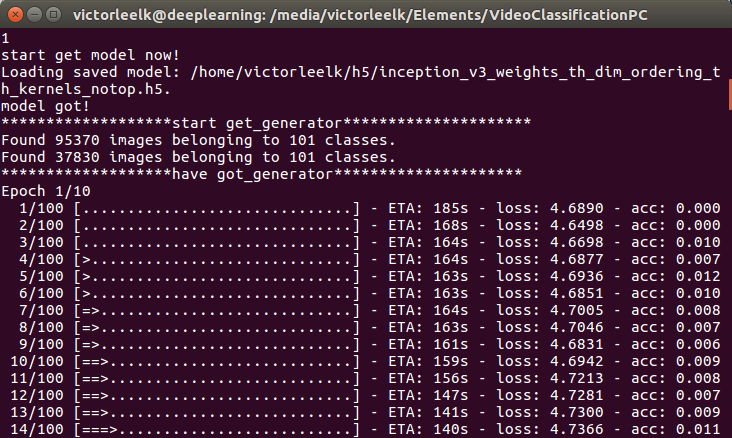 victorleelk@deeplearning: /media/victorleelk/Elements/VideoClassificationPC
1
start get model now!
Loading saved model: /home/victorleelk/h5/inception_v3_weights_th_dim_ordering_t
h_kernels_notop.h5.
model got!
*******************start get_generator*********************
Found 95370 images belonging to 101 classes.
Found 37830 images belonging to 101 classes.
*******************have got_generator*********************
Epoch 1/10
  1/100 [..............................] - ETA: 185s - loss: 4.6890 - acc: 0.000
  2/100 [..............................] - ETA: 168s - loss: 4.6498 - acc: 0.000
  3/100 [..............................] - ETA: 164s - loss: 4.6698 - acc: 0.010
  4/100 [>.............................] - ETA: 164s - loss: 4.6877 - acc: 0.007
  5/100 [>.............................] - ETA: 163s - loss: 4.6936 - acc: 0.012
  6/100 [>.............................] - ETA: 163s - loss: 4.6851 - acc: 0.010
  7/100 [=>............................] - ETA: 164s - loss: 4.7005 - acc: 0.008
  8/100 [=>............................] - ETA: 163s - loss: 4.7046 - acc: 0.007
  9/100 [=>............................] - ETA: 161s - loss: 4.6831 - acc: 0.006
 10/100 [==>...........................] - ETA: 159s - loss: 4.6942 - acc: 0.009
 11/100 [==>...........................] - ETA: 156s - loss: 4.7213 - acc: 0.008
 12/100 [==>...........................] - ETA: 147s - loss: 4.7281 - acc: 0.007
 13/100 [==>...........................] - ETA: 141s - loss: 4.7300 - acc: 0.009
 14/100 [===>..........................] - ETA: 140s - loss: 4.7366 - acc: 0.011